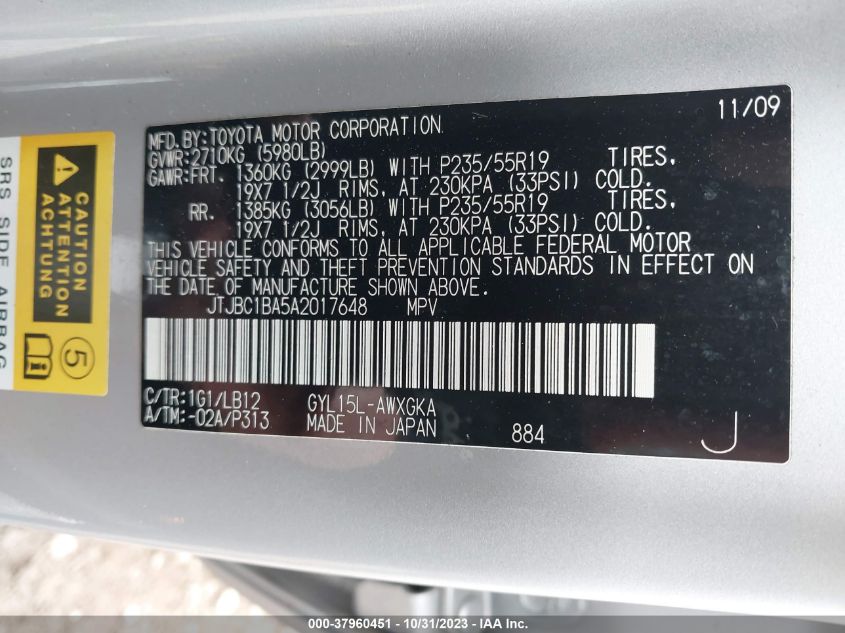 11/09
MFD. BY: TOYOTA MOTOR CORPORATION
GVWR: 2710KG (5980LB)
GAWR: FRT. 1360KG (2999LB) WITH P235/55R19 TIRES,
19X7 1/2J RIMS, AT 230KPA (33PSI) COLD.
RR. 1385KG (3056LB) WITH P235/55R19 TIRES,
19X7 1/2J RIMS, AT 230KPA (33PSI) COLD.
THIS VEHICLE CONFORMS TO ALL APPLICABLE FEDERAL MOTOR
VEHICLE SAFETY AND THEFT PREVENTION STANDARDS IN EFFECT ON
THE DATE OF MANUFACTURE SHOWN ABOVE.
JTJBC1BA5A2017648 MPV
C/TR: 1G1/LB12 GYL15L-AWXGKA
A/TM: -02A/P313 MADE IN JAPAN
884 J
CAUTION
ATTENTION
ACHTUNG
5
SRS SIDE AIRBAG
000-37960451 - 10/31/2023 - IAA Inc.